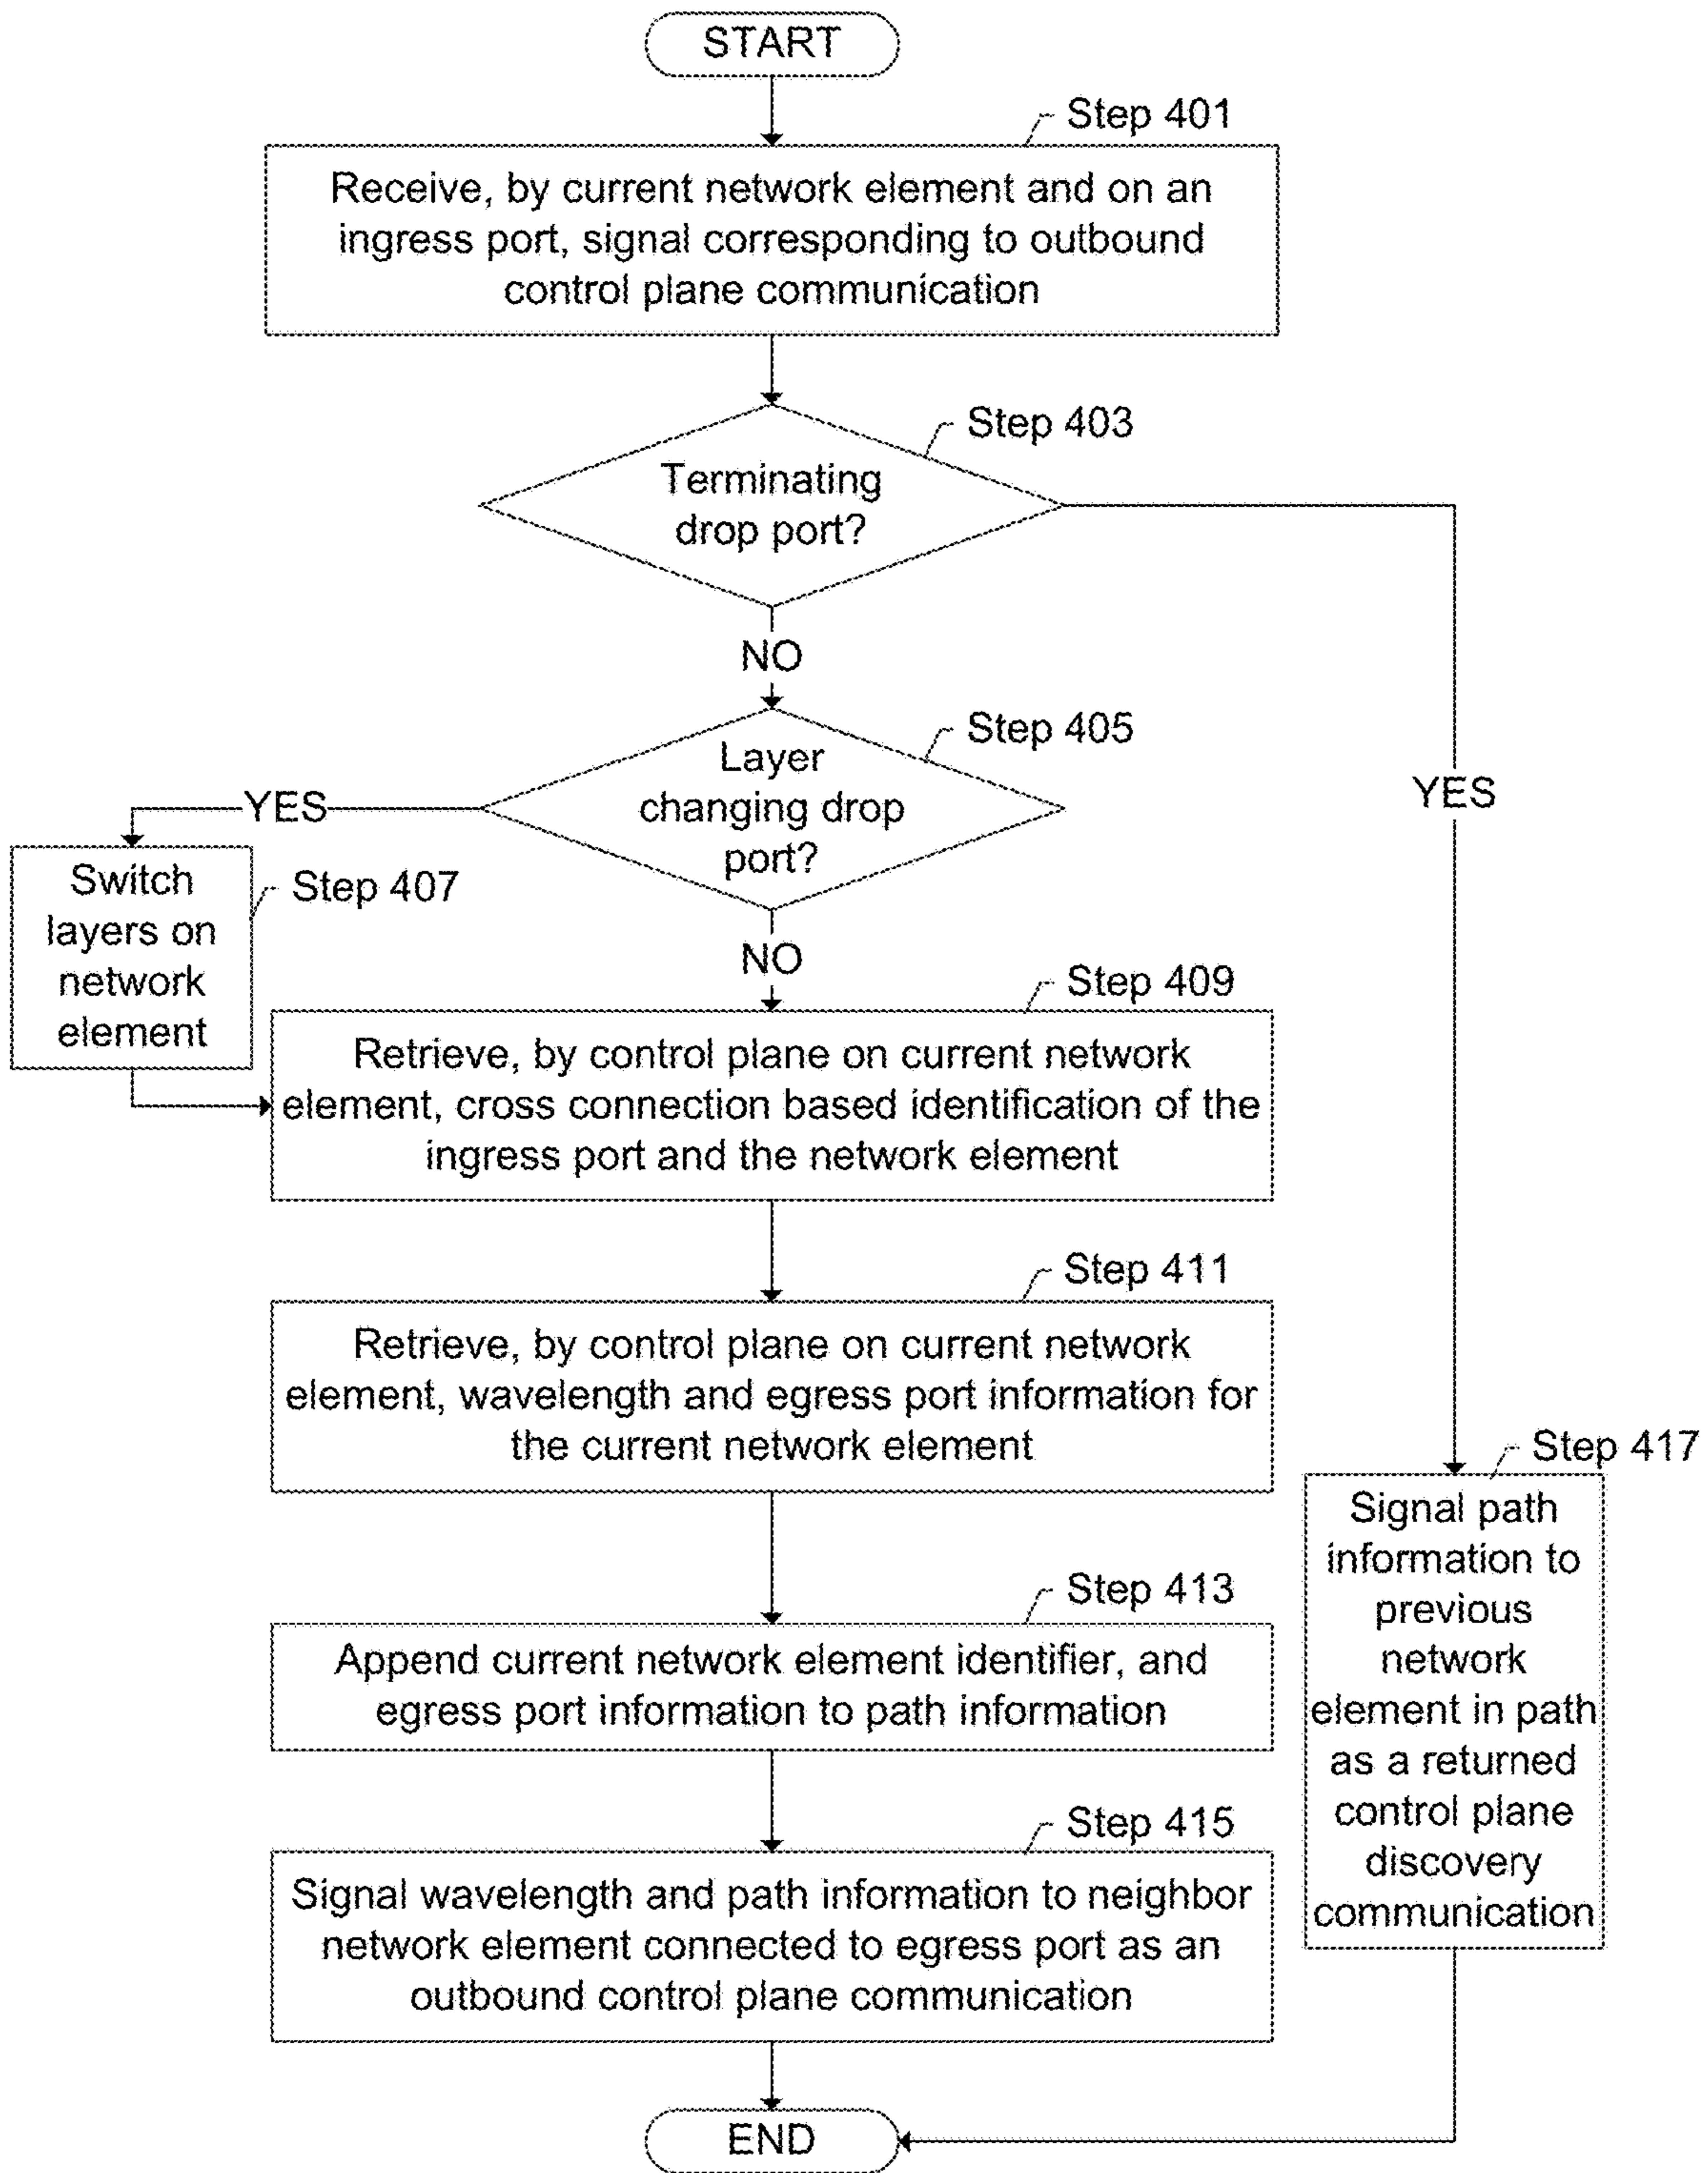 START
Step 401
Receive, by current network element and on an
ingress port, signal corresponding to outbound
control plane communication
Step 403
Terminating
drop port?
NO
YES
Step 405
Layer
changing drop
port?
YES
NO
Step 407
Switch
layers on
network
element
Step 409
Retrieve, by control plane on current network
element, cross connection based identification of the
ingress port and the network element
Step 411
Retrieve, by control plane on current network
element, wavelength and egress port information for
the current network element
Step 413
Append current network element identifier, and
egress port information to path information
Step 415
Signal wavelength and path information to neighbor
network element connected to egress port as an
outbound control plane communication
Step 417
Signal path
information to
previous
network
element in path
as a returned
control plane
discovery
communication
END